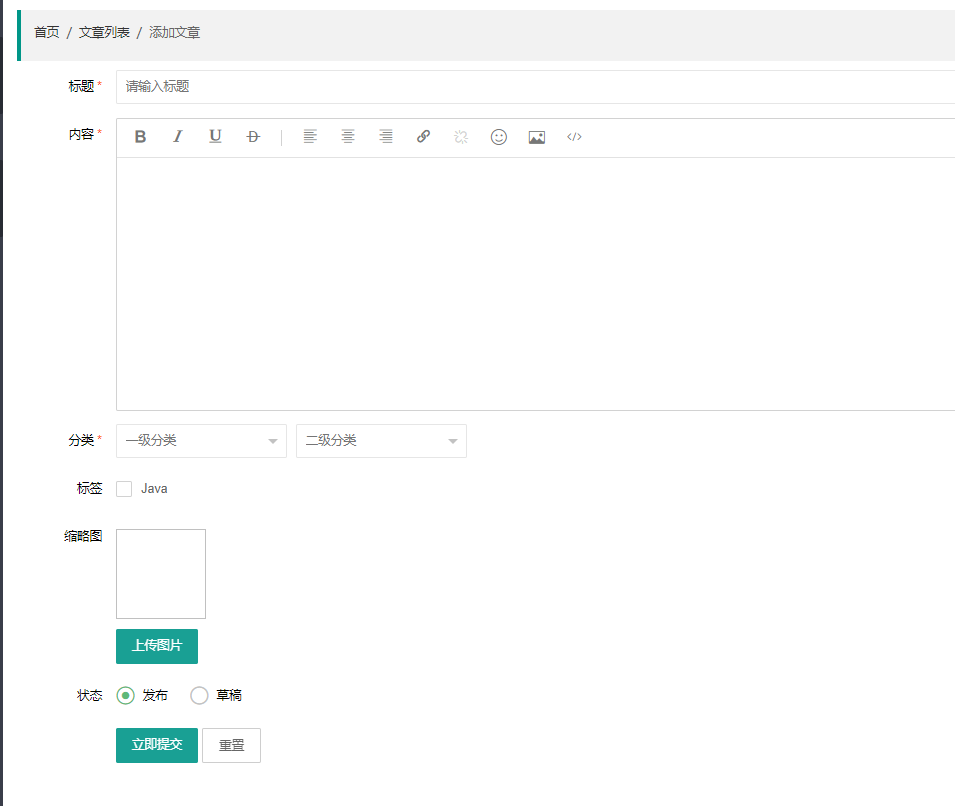 首页 / 文章列表 / 添加文章
标题 *
请输入标题
内容 *
B I U D
分类 * 一级分类 二级分类
标签 Java
缩略图
上传图片
状态 发布 草稿
立即提交 重置